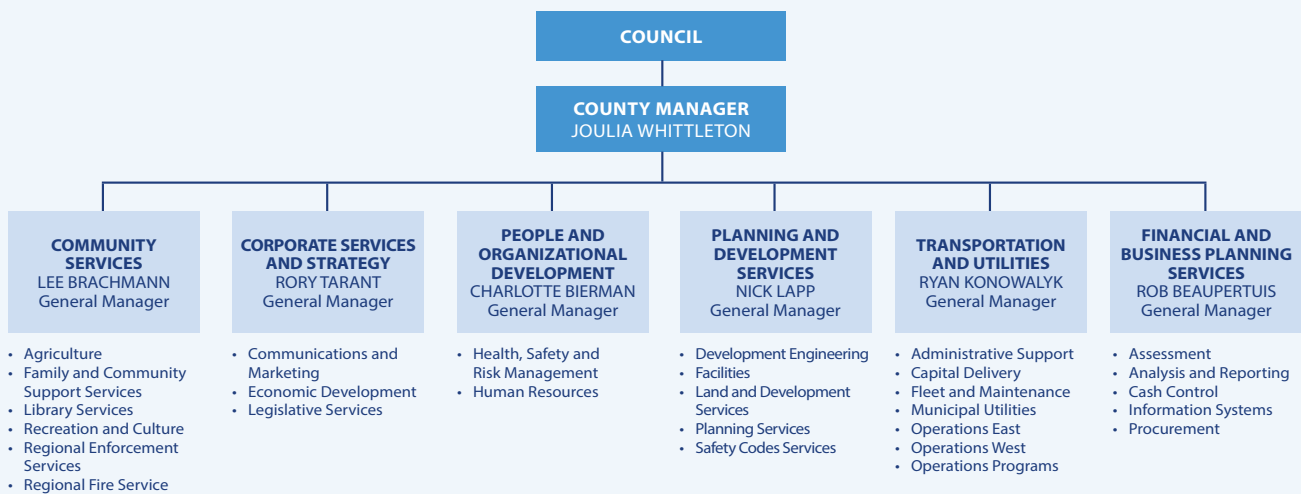 COUNCIL
COUNTY MANAGER
JOULIA WHITTLETON
COMMUNITY
SERVICES
LEE BRACHMANN
General Manager
• Agriculture
• Family and Community
Support Services
• Library Services
• Recreation and Culture
• Regional Enforcement
Services
• Regional Fire Service
CORPORATE SERVICES
AND STRATEGY
RORY TARANT
General Manager
• Communications and
Marketing
• Economic Development
• Legislative Services
PEOPLE AND
ORGANIZATIONAL
DEVELOPMENT
CHARLOTTE BIERMAN
General Manager
• Health, Safety and
Risk Management
• Human Resources
PLANNING AND
DEVELOPMENT
SERVICES
NICK LAPP
General Manager
• Development Engineering
• Facilities
• Land and Development
Services
• Planning Services
• Safety Codes Services
TRANSPORTATION
AND UTILITIES
RYAN KONOWALYK
General Manager
• Administrative Support
• Capital Delivery
• Fleet and Maintenance
• Municipal Utilities
• Operations East
• Operations West
• Operations Programs
FINANCIAL AND
BUSINESS PLANNING
SERVICES
ROB BEAUPERTUIS
General Manager
• Assessment
• Analysis and Reporting
• Cash Control
• Information Systems
• Procurement